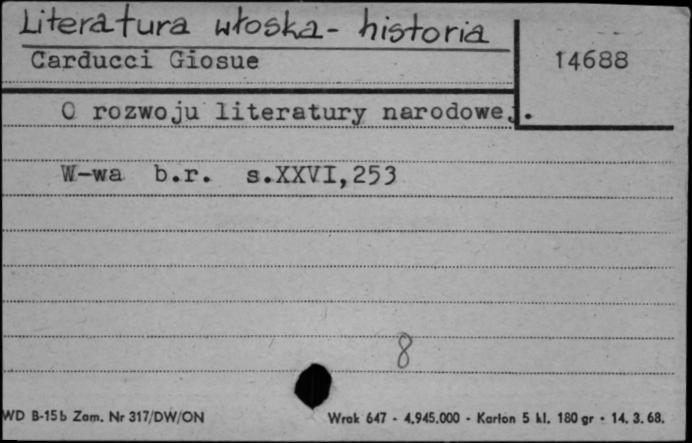 Literatura włoska - historia
Carducci Giosue
14688
O rozwoju literatury narodowej.
W-wa b.r. s.XXVI,253
8
WD B-15b Zam. Nr 317/DW/ON
Wrak 647 - 4.945.000 - Karton 5 kl. 180 gr - 14. 3. 68.